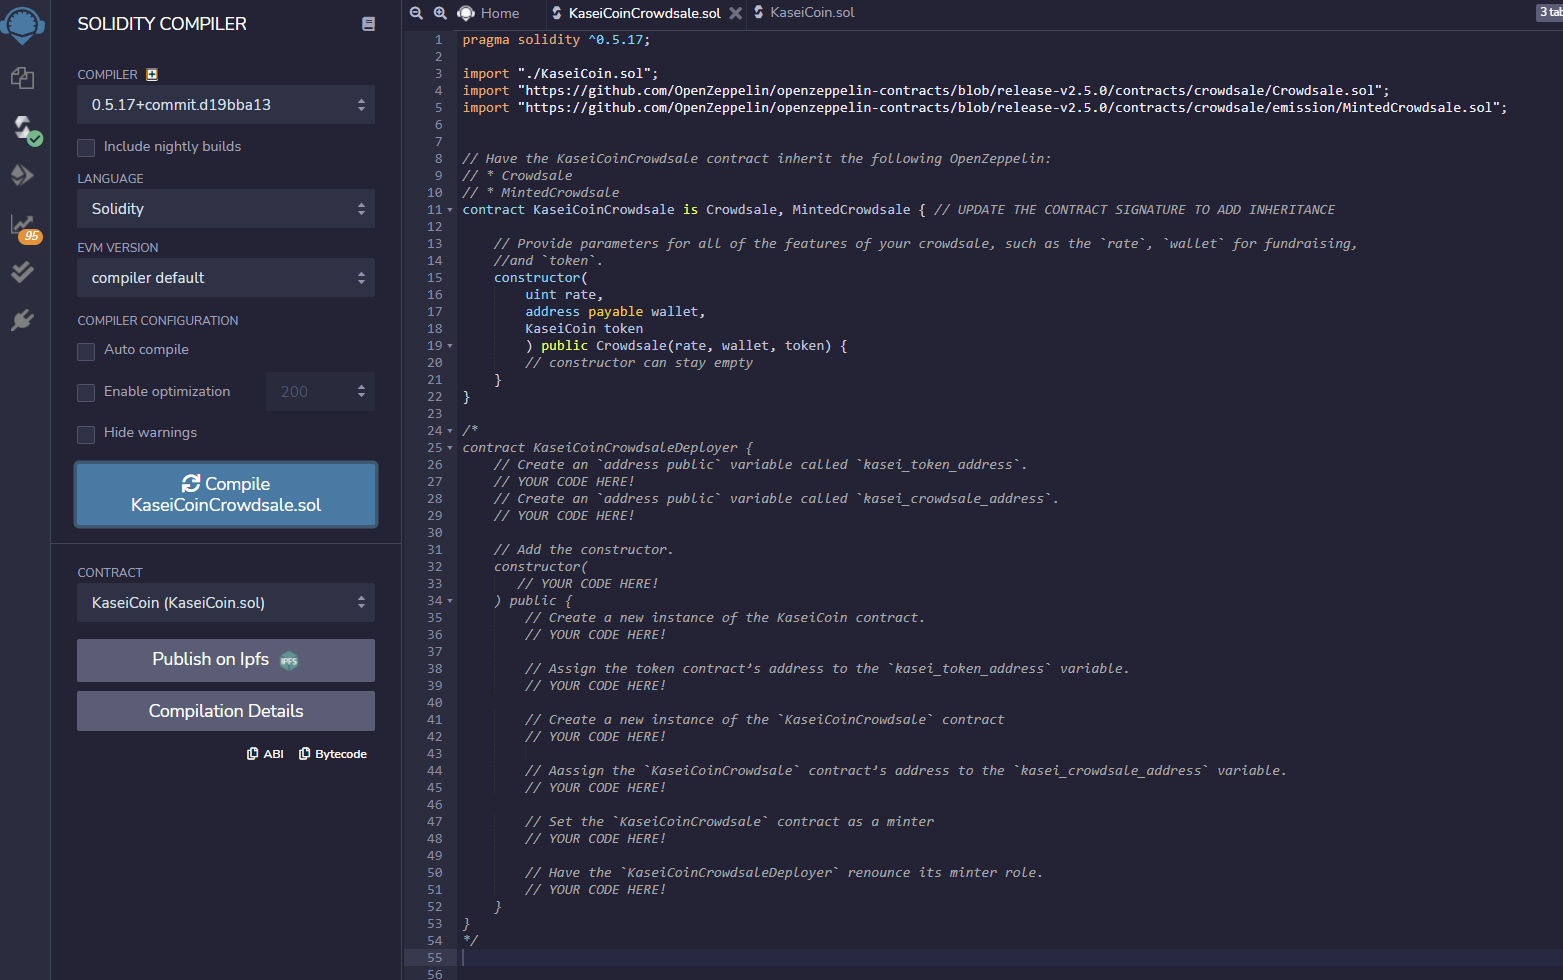 SOLIDITY COMPILER
COMPILER
0.5.17+commit.d19bba13
Include nightly builds
LANGUAGE
Solidity
EVM VERSION
compiler default
COMPILER CONFIGURATION
Auto compile
Enable optimization
200
Hide warnings
Compile
KaseiCoinCrowdsale.sol
CONTRACT
KaseiCoin (KaseiCoin.sol)
Publish on Ipfs IPFS
Compilation Details
ABI Bytecode
95
Home KaseiCoinCrowdsale.sol KaseiCoin.sol
3 tab
1 pragma solidity ^0.5.17;
2
3 import "./KaseiCoin.sol";
4 import "https://github.com/OpenZeppelin/openzeppelin-contracts/blob/release-v2.5.0/contracts/crowdsale/Crowdsale.sol";
5 import "https://github.com/OpenZeppelin/openzeppelin-contracts/blob/release-v2.5.0/contracts/crowdsale/emission/MintedCrowdsale.sol";
6
7
8 // Have the KaseiCoinCrowdsale contract inherit the following OpenZeppelin:
9 // * Crowdsale
10 // * MintedCrowdsale
11 contract KaseiCoinCrowdsale is Crowdsale, MintedCrowdsale { // UPDATE THE CONTRACT SIGNATURE TO ADD INHERITANCE
12
13 // Provide parameters for all of the features of your crowdsale, such as the `rate`, `wallet` for fundraising,
14 //and `token`.
15 constructor(
16 uint rate,
17 address payable wallet,
18 KaseiCoin token
19 ) public Crowdsale(rate, wallet, token) {
20 // constructor can stay empty
21 }
22 }
23
24 /*
25 contract KaseiCoinCrowdsaleDeployer {
26 // Create an `address public` variable called `kasei_token_address`.
27 // YOUR CODE HERE!
28 // Create an `address public` variable called `kasei_crowdsale_address`.
29 // YOUR CODE HERE!
30
31 // Add the constructor.
32 constructor(
33 // YOUR CODE HERE!
34 ) public {
35 // Create a new instance of the KaseiCoin contract.
36 // YOUR CODE HERE!
37
38 // Assign the token contract’s address to the `kasei_token_address` variable.
39 // YOUR CODE HERE!
40
41 // Create a new instance of the `KaseiCoinCrowdsale` contract
42 // YOUR CODE HERE!
43
44 // Aassign the `KaseiCoinCrowdsale` contract’s address to the `kasei_crowdsale_address` variable.
45 // YOUR CODE HERE!
46
47 // Set the `KaseiCoinCrowdsale` contract as a minter
48 // YOUR CODE HERE!
49
50 // Have the `KaseiCoinCrowdsaleDeployer` renounce its minter role.
51 // YOUR CODE HERE!
52 }
53 }
54 */
55
56